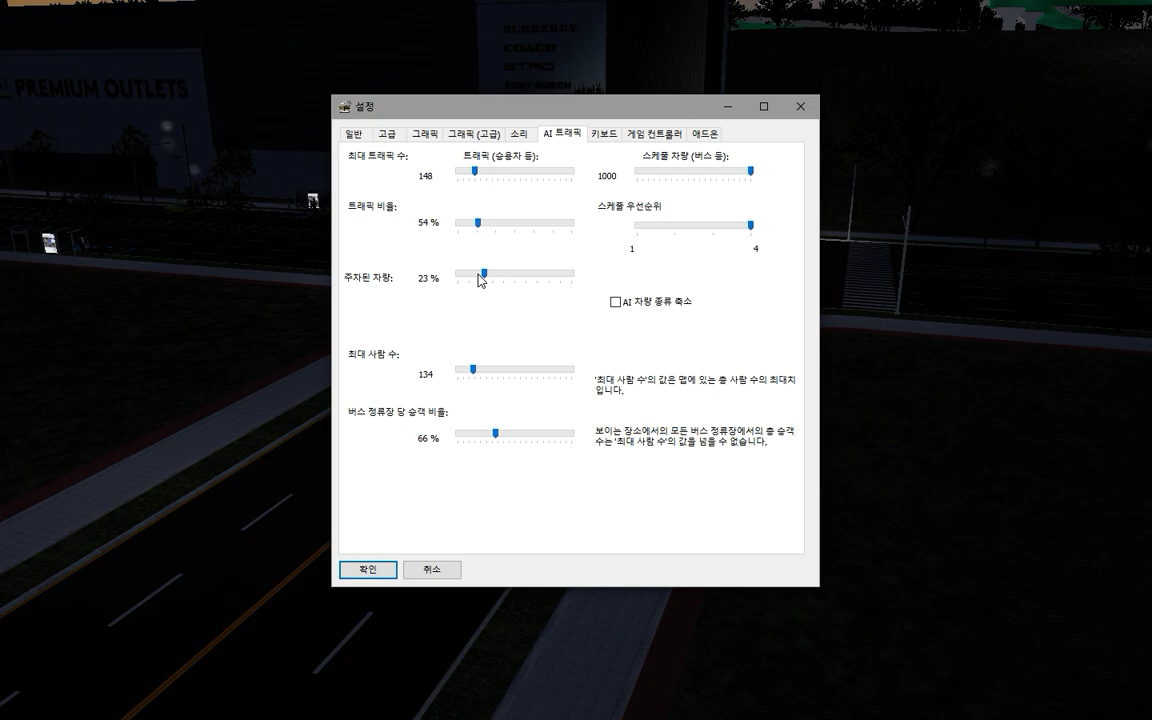 PREMIUM OUTLETS
BURBERRY
COACH
ETRO
설정
일반 고급 그래픽 그래픽 (고급) 소리 AI 트래픽 키보드 게임 컨트롤러 애드온
최대 트래픽 수: 트래픽 (승용차 등): 스케쥴 차량 (버스 등):
148 1000
트래픽 비율: 스케쥴 우선순위
54 %
1 4
주차된 차량: 23 %
AI 차량 종류 축소
최대 사람 수:
134
'최대 사람 수'의 값은 맵에 있는 총 사람 수의 최대치
입니다.
버스 정류장 당 승객 비율:
66 %
보이는 장소에서의 모든 버스 정류장에서의 총 승객
수는 '최대 사람 수'의 값을 넘을 수 없습니다.
확인 취소